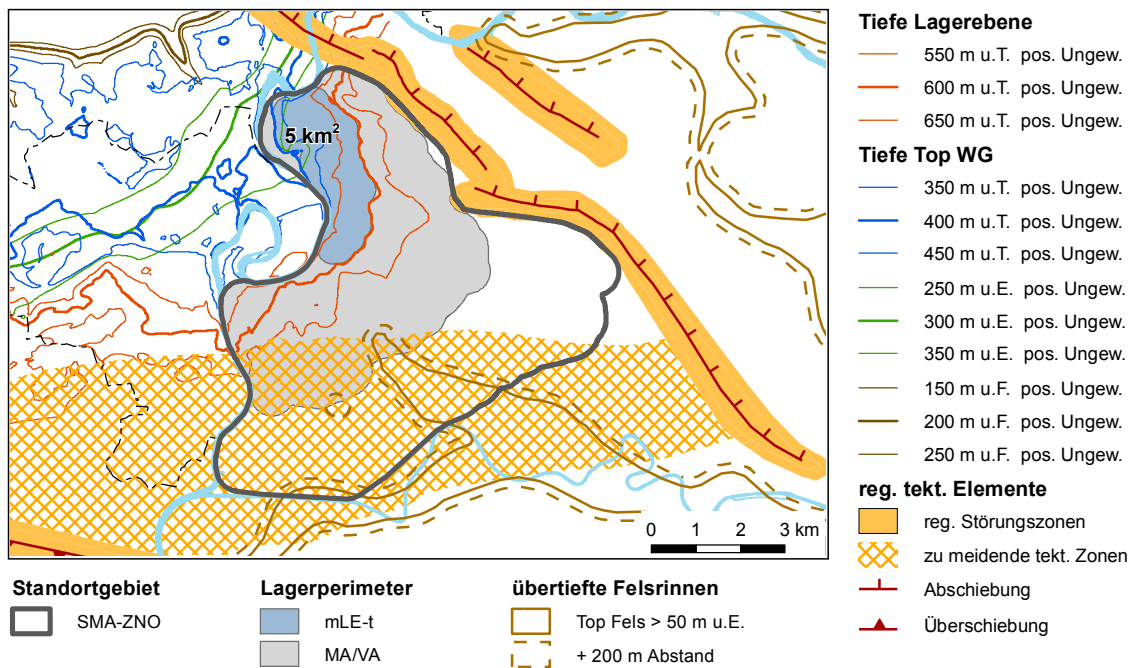 5 km²
0 1 2 3 km
Tiefe Lagerebene
550 m u.T. pos. Ungew.
600 m u.T. pos. Ungew.
650 m u.T. pos. Ungew.
Tiefe Top WG
350 m u.T. pos. Ungew.
400 m u.T. pos. Ungew.
450 m u.T. pos. Ungew.
250 m u.E. pos. Ungew.
300 m u.E. pos. Ungew.
350 m u.E. pos. Ungew.
150 m u.F. pos. Ungew.
200 m u.F. pos. Ungew.
250 m u.F. pos. Ungew.
reg. tekt. Elemente
reg. Störungszonen
zu meidende tekt. Zonen
Abschiebung
Überschiebung
Standortgebiet
SMA-ZNO
Lagerperimeter
mLE-t
MA/VA
übertiefte Felsrinnen
Top Fels > 50 m u.E.
+ 200 m Abstand